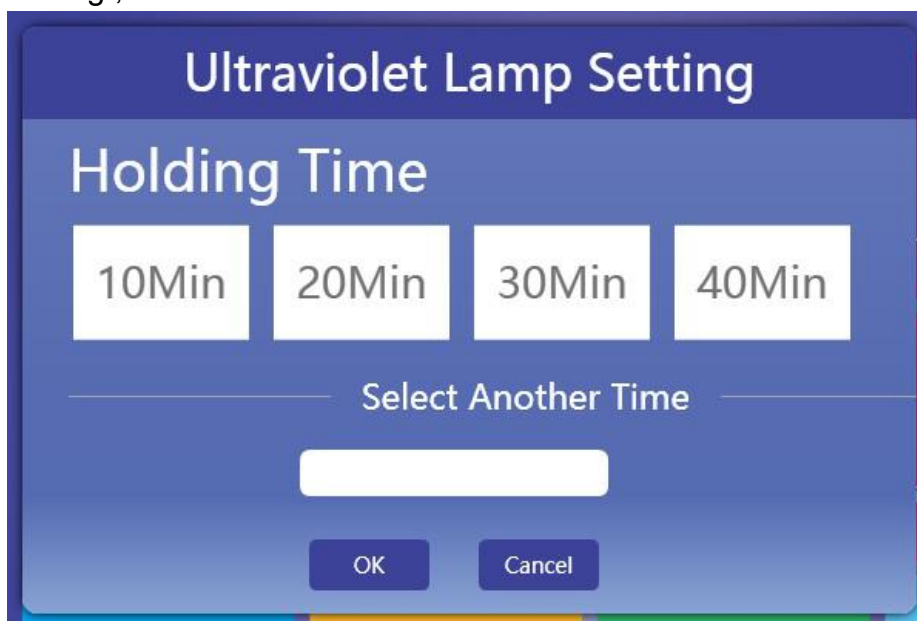 Ultraviolet Lamp Setting
Holding Time
10Min 20Min 30Min 40Min
Select Another Time
OK Cancel